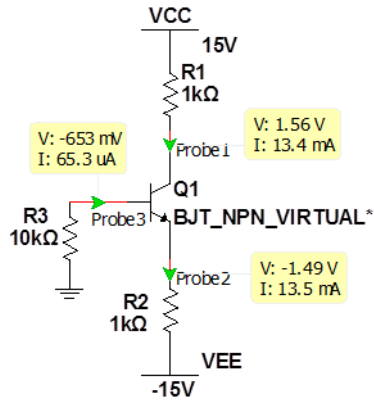 VCC
15V
R1
1kΩ
V: -653 mV
I: 65.3 uA
V: 1.56 V
I: 13.4 mA
Probe1
Q1
Probe3
BJT_NPN_VIRTUAL*
R3
10kΩ
Probe2
V: -1.49 V
I: 13.5 mA
R2
1kΩ
VEE
-15V